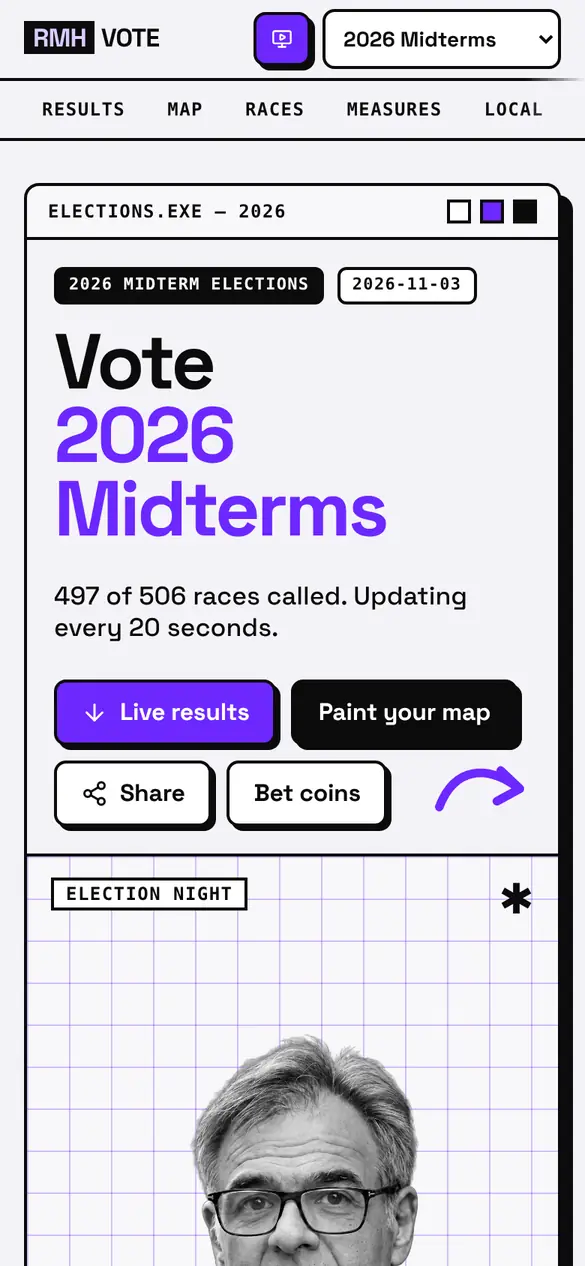 RMH VOTE
2026 Midterms
RESULTS MAP RACES MEASURES LOCAL
ELECTIONS.EXE — 2026
2026 MIDTERM ELECTIONS 2026-11-03
Vote
2026
Midterms
497 of 506 races called. Updating
every 20 seconds.
Live results Paint your map
Share Bet coins
ELECTION NIGHT